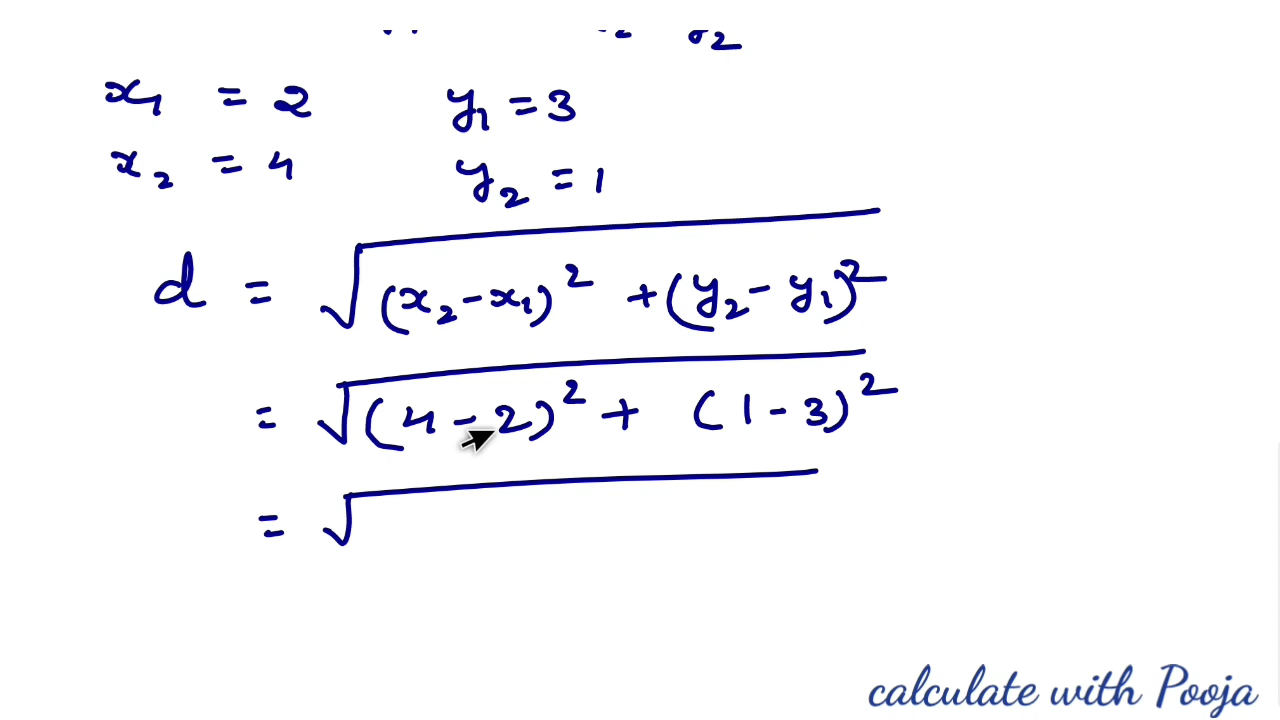 x₁ = 2 y₁ = 3
x₂ = 4 y₂ = 1
d = √(x₂ - x₁)² + (y₂ - y₁)²
= √(4 - 2)² + (1 - 3)²
= √
calculate with Pooja